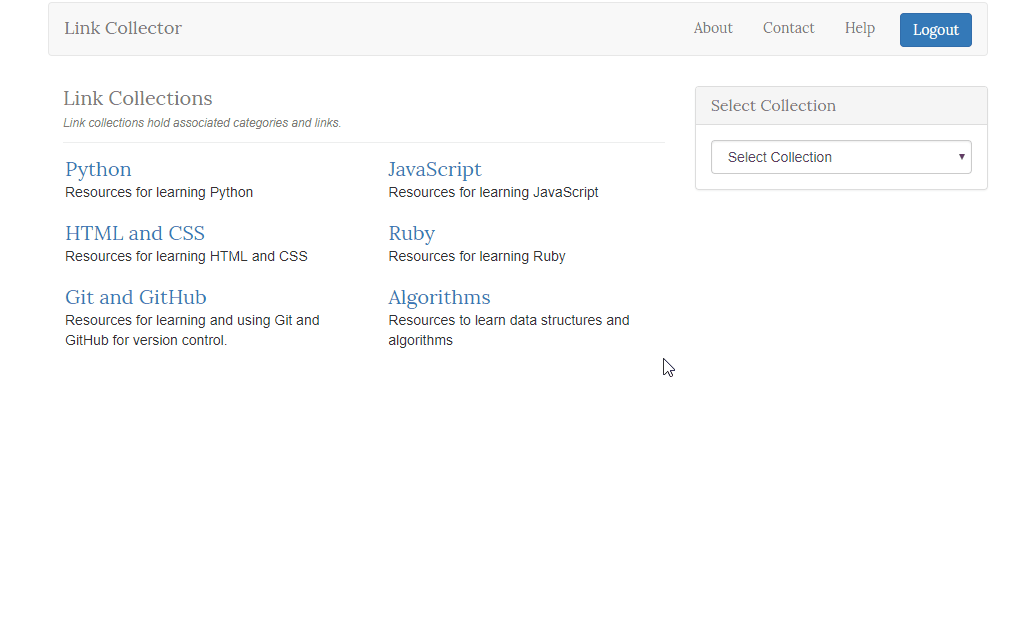 Link Collector
About Contact Help Logout
Link Collections
Link collections hold associated categories and links.
Python
Resources for learning Python
JavaScript
Resources for learning JavaScript
HTML and CSS
Resources for learning HTML and CSS
Ruby
Resources for learning Ruby
Git and GitHub
Resources for learning and using Git and
GitHub for version control.
Algorithms
Resources to learn data structures and
algorithms
Select Collection
Select Collection